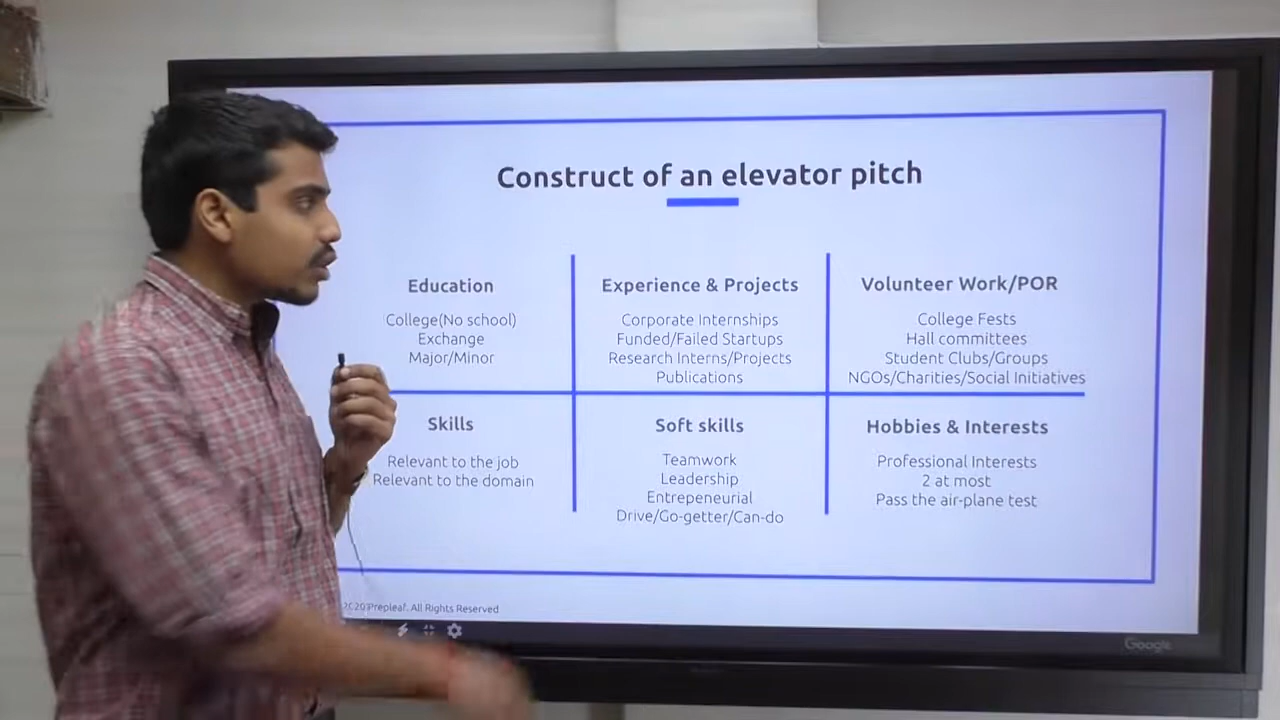 Construct of an elevator pitch
Education
College(No school)
Exchange
Major/Minor
Experience & Projects
Corporate Internships
Funded/Failed Startups
Research Interns/Projects
Publications
Volunteer Work/POR
College Fests
Hall committees
Student Clubs/Groups
NGOs/Charities/Social Initiatives
Skills
Relevant to the job
Relevant to the domain
Soft skills
Teamwork
Leadership
Entrepeneurial
Drive/Go-getter/Can-do
Hobbies & Interests
Professional Interests
2 at most
Pass the air-plane test
Prepleaf. All Rights Reserved
Google